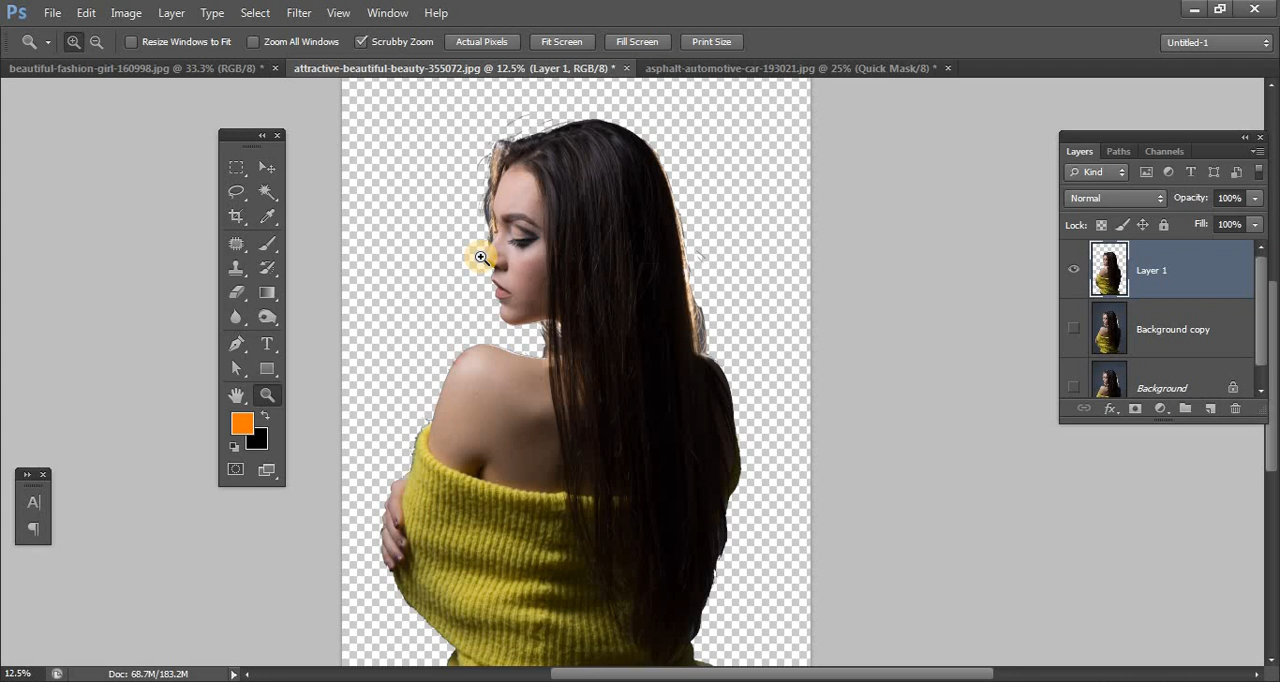 Ps File Edit Image Layer Type Select Filter View Window Help
Resize Windows to Fit Zoom All Windows Scrubby Zoom Actual Pixels Fit Screen Fill Screen Print Size Untitled-1
beautiful-fashion-girl-160998.jpg @ 33.3% (RGB/8) * × attractive-beautiful-beauty-355072.jpg @ 12.5% (Layer 1, RGB/8) * × asphalt-automotive-car-193021.jpg @ 25% (Quick Mask/8) * ×
Layers Paths Channels
Kind
Normal Opacity: 100%
Lock: Fill: 100%
Layer 1
Background copy
Background
12.5% Doc: 68.7M/183.2M